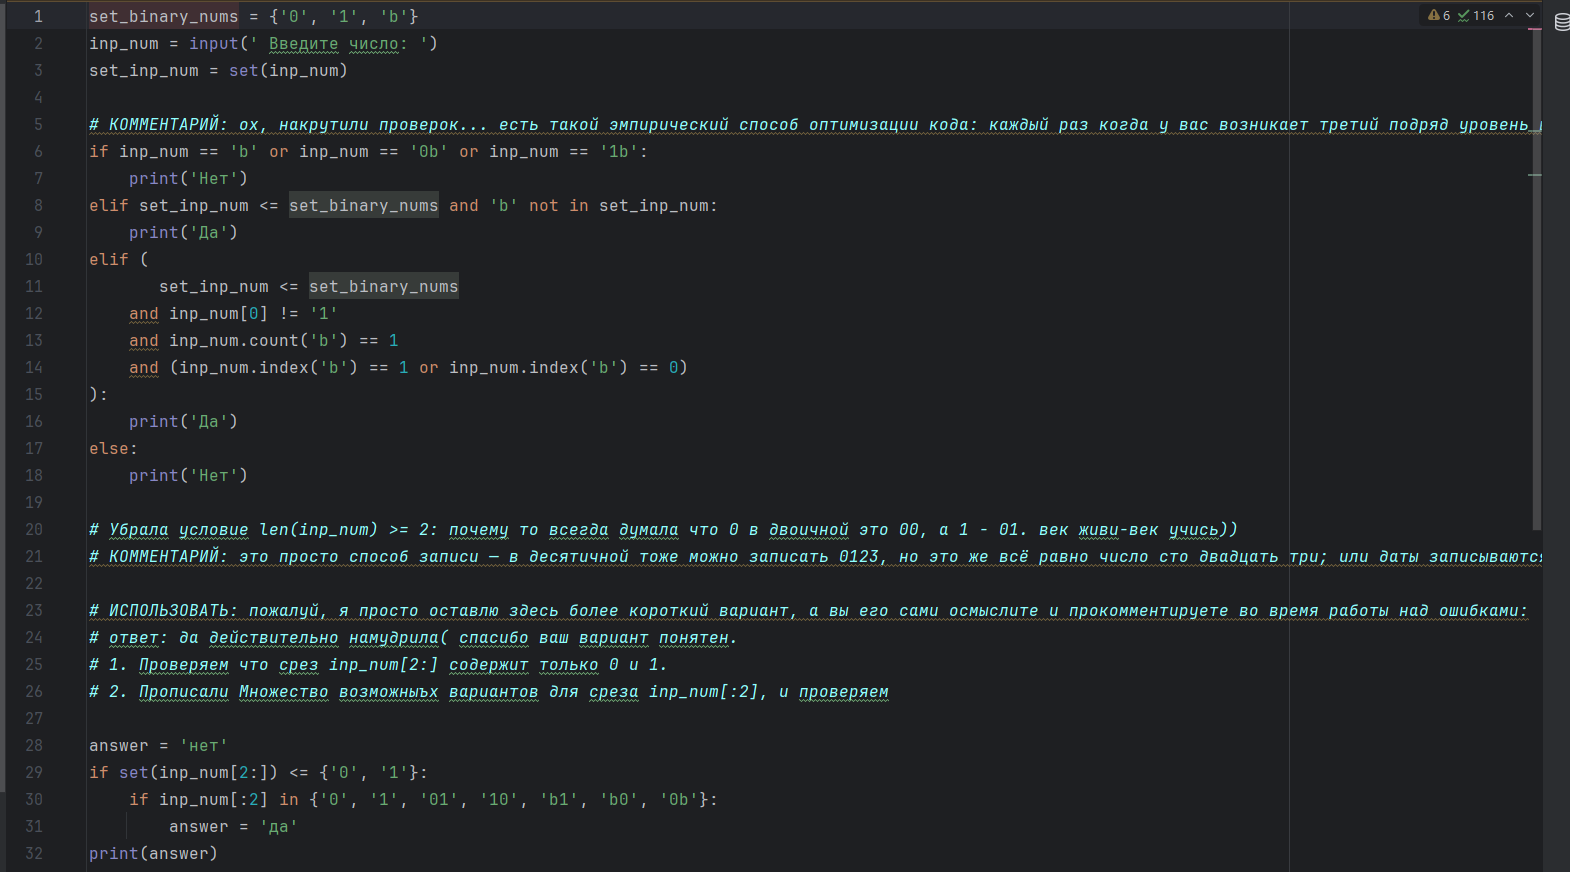 6 116
1 set_binary_nums = {'0', '1', 'b'}
2 inp_num = input(' Введите число: ')
3 set_inp_num = set(inp_num)
4
5 # КОММЕНТАРИЙ: ох, накрутили проверок... есть такой эмпирический способ оптимизации кода: каждый раз когда у вас возникает третий подряд уровень
6 if inp_num == 'b' or inp_num == '0b' or inp_num == '1b':
7 print('Нет')
8 elif set_inp_num <= set_binary_nums and 'b' not in set_inp_num:
9 print('Да')
10 elif (
11 set_inp_num <= set_binary_nums
12 and inp_num[0] != '1'
13 and inp_num.count('b') == 1
14 and (inp_num.index('b') == 1 or inp_num.index('b') == 0)
15 ):
16 print('Да')
17 else:
18 print('Нет')
19
20 # Убрала условие len(inp_num) >= 2: почему то всегда думала что 0 в двоичной это 00, а 1 - 01. век живи-век учись))
21 # КОММЕНТАРИЙ: это просто способ записи — в десятичной тоже можно записать 0123, но это же всё равно число сто двадцать три; или даты записываются
22
23 # ИСПОЛЬЗОВАТЬ: пожалуй, я просто оставлю здесь более короткий вариант, а вы его сами осмыслите и прокомментируете во время работы над ошибками:
24 # ответ: да действительно намудрила( спасибо ваш вариант понятен.
25 # 1. Проверяем что срез inp_num[2:] содержит только 0 и 1.
26 # 2. Прописали Множество возможныъх вариантов для среза inp_num[:2], и проверяем
27
28 answer = 'нет'
29 if set(inp_num[2:]) <= {'0', '1'}:
30 if inp_num[:2] in {'0', '1', '01', '10', 'b1', 'b0', '0b'}:
31 answer = 'да'
32 print(answer)